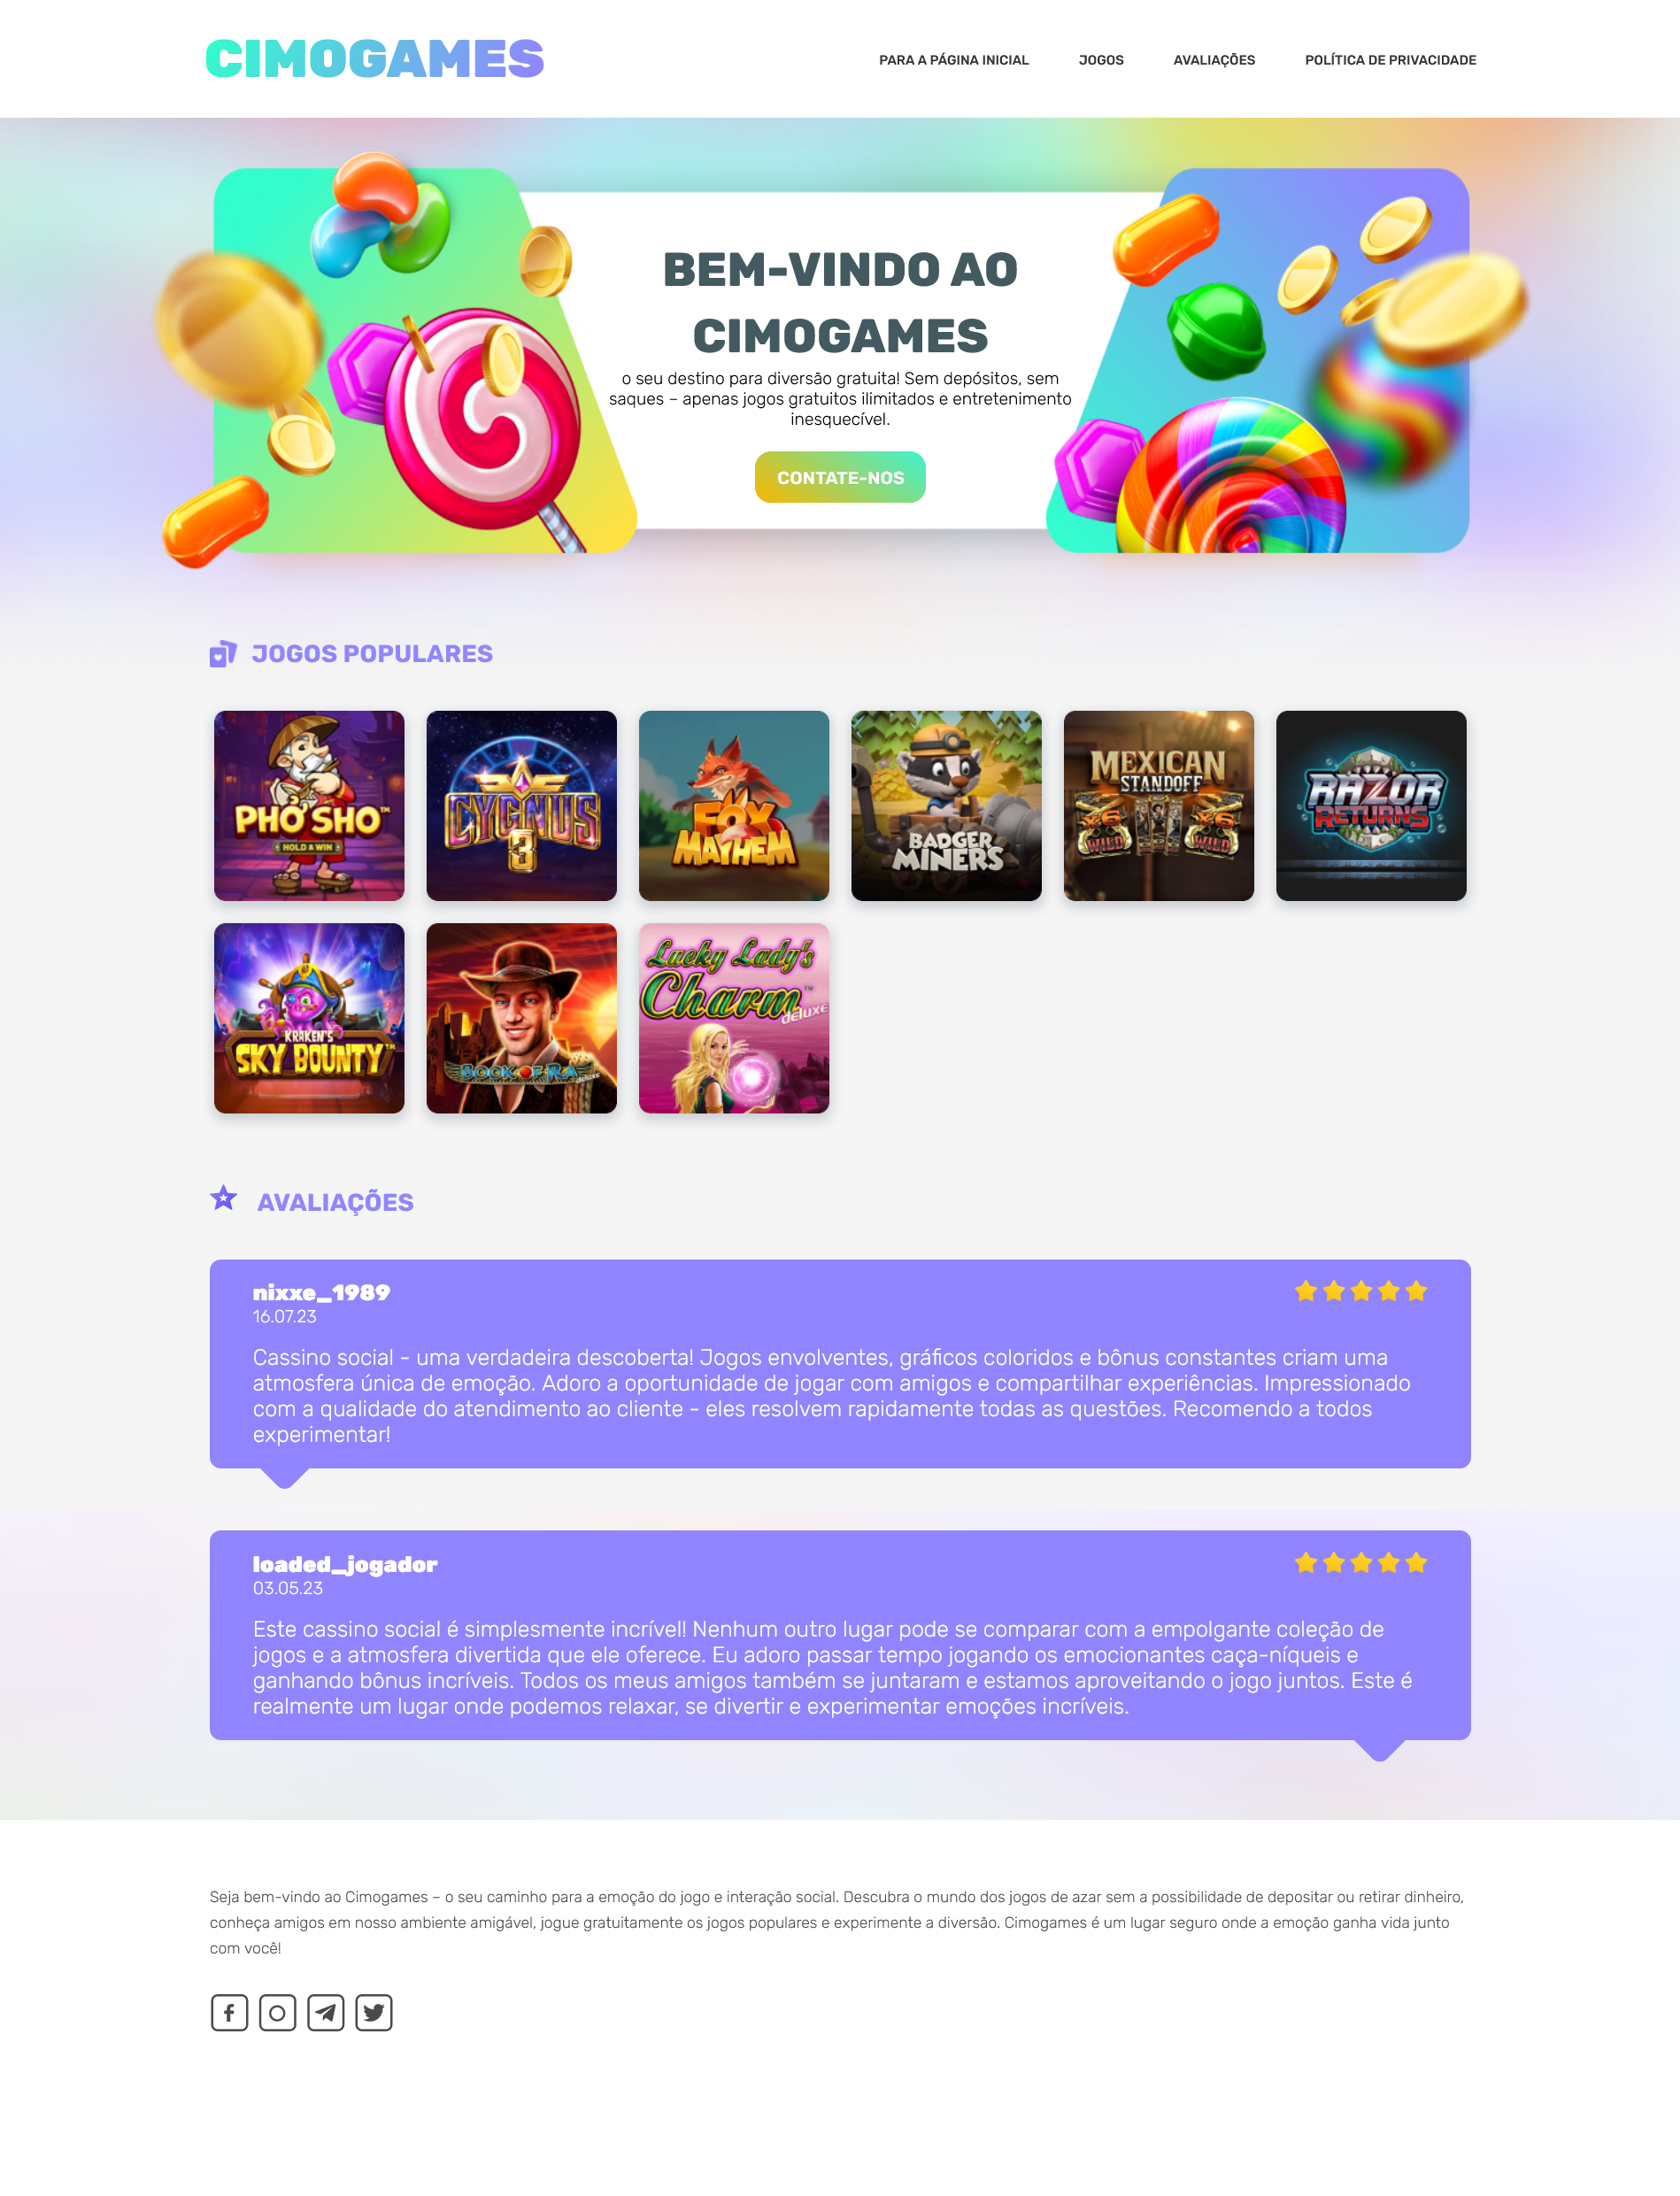 CIMOGAMES
PARA A PÁGINA INICIAL JOGOS AVALIAÇÕES POLÍTICA DE PRIVACIDADE
BEM-VINDO AO
CIMOGAMES
o seu destino para diversão gratuita! Sem depósitos, sem
saques – apenas jogos gratuitos ilimitados e entretenimento
inesquecível.
CONTATE-NOS
JOGOS POPULARES
PHO SHO™
HOLD & WIN
CYGNUS
3
FOX
MAYHEM
BADGER
MINERS
MEXICAN
STANDOFF
X6 X6
WILD WILD
RAZOR
RETURNS
KRAKEN'S
SKY BOUNTY™
BOOK OF RA
deluxe
Lucky Lady's
Charm™
deluxe
AVALIAÇÕES
nixxe_1989
16.07.23
Cassino social - uma verdadeira descoberta! Jogos envolventes, gráficos coloridos e bônus constantes criam uma
atmosfera única de emoção. Adoro a oportunidade de jogar com amigos e compartilhar experiências. Impressionado
com a qualidade do atendimento ao cliente - eles resolvem rapidamente todas as questões. Recomendo a todos
experimentar!
loaded_jogador
03.05.23
Este cassino social é simplesmente incrível! Nenhum outro lugar pode se comparar com a empolgante coleção de
jogos e a atmosfera divertida que ele oferece. Eu adoro passar tempo jogando os emocionantes caça-níqueis e
ganhando bônus incríveis. Todos os meus amigos também se juntaram e estamos aproveitando o jogo juntos. Este é
realmente um lugar onde podemos relaxar, se divertir e experimentar emoções incríveis.
Seja bem-vindo ao Cimogames – o seu caminho para a emoção do jogo e interação social. Descubra o mundo dos jogos de azar sem a possibilidade de depositar ou retirar dinheiro,
conheça amigos em nosso ambiente amigável, jogue gratuitamente os jogos populares e experimente a diversão. Cimogames é um lugar seguro onde a emoção ganha vida junto
com você!